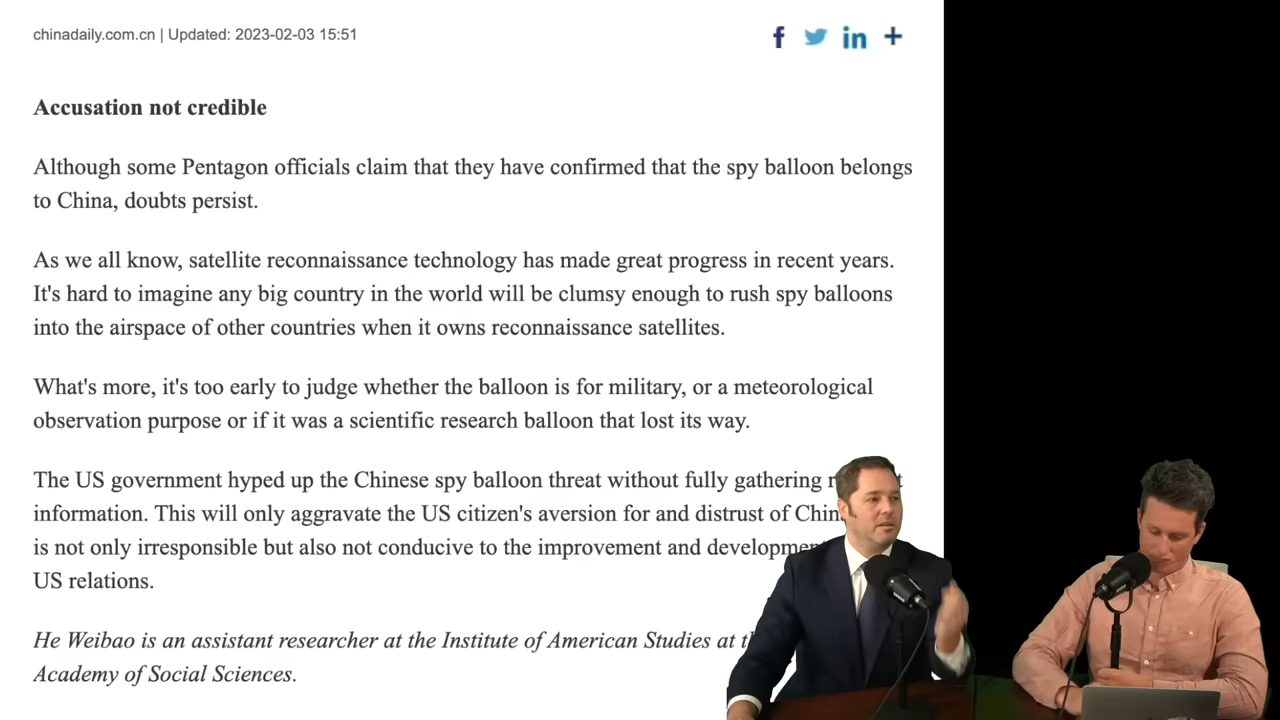 chinadaily.com.cn | Updated: 2023-02-03 15:51
Accusation not credible
Although some Pentagon officials claim that they have confirmed that the spy balloon belongs
to China, doubts persist.
As we all know, satellite reconnaissance technology has made great progress in recent years.
It's hard to imagine any big country in the world will be clumsy enough to rush spy balloons
into the airspace of other countries when it owns reconnaissance satellites.
What's more, it's too early to judge whether the balloon is for military, or a meteorological
observation purpose or if it was a scientific research balloon that lost its way.
The US government hyped up the Chinese spy balloon threat without fully gathering
information. This will only aggravate the US citizen's aversion for and distrust of
is not only irresponsible but also not conducive to the improvement and
US relations.
He Weibao is an assistant researcher at the Institute of American Studies at
Academy of Social Sciences.